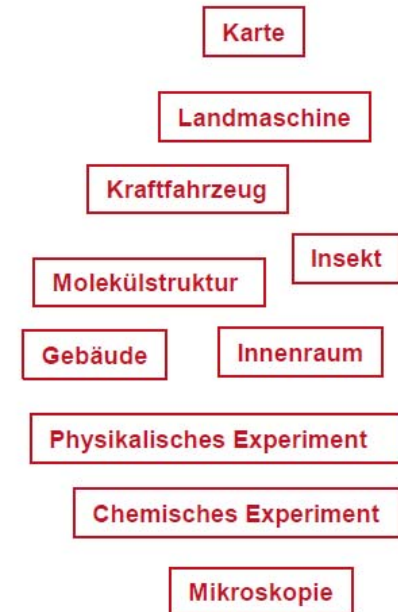 Karte
Landmaschine
Kraftfahrzeug
Insekt
Molekülstruktur
Gebäude
Innenraum
Physikalisches Experiment
Chemisches Experiment
Mikroskopie